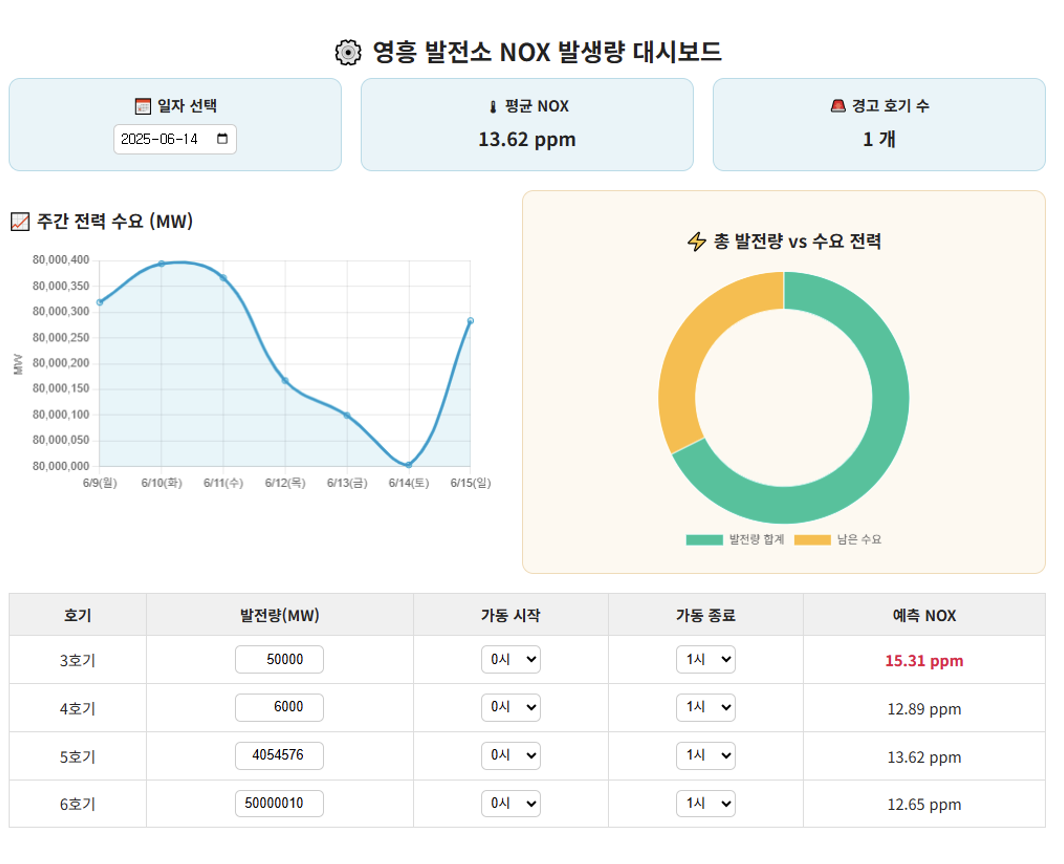 영흥 발전소 NOX 발생량 대시보드
일자 선택
2025-06-14
평균 NOX
13.62 ppm
경고 호기 수
1 개
주간 전력 수요 (MW)
80,000,400
80,000,350
80,000,300
80,000,250
80,000,200
80,000,150
80,000,100
80,000,050
80,000,000
MW
6/9(일) 6/10(화) 6/11(수) 6/12(목) 6/13(금) 6/14(토) 6/15(일)
총 발전량 vs 수요 전력
발전량 합계 남은 수요
호기 발전량(MW) 가동 시작 가동 종료 예측 NOX
3호기 50000 0시 1시 15.31 ppm
4호기 6000 0시 1시 12.89 ppm
5호기 4054576 0시 1시 13.62 ppm
6호기 50000010 0시 1시 12.65 ppm